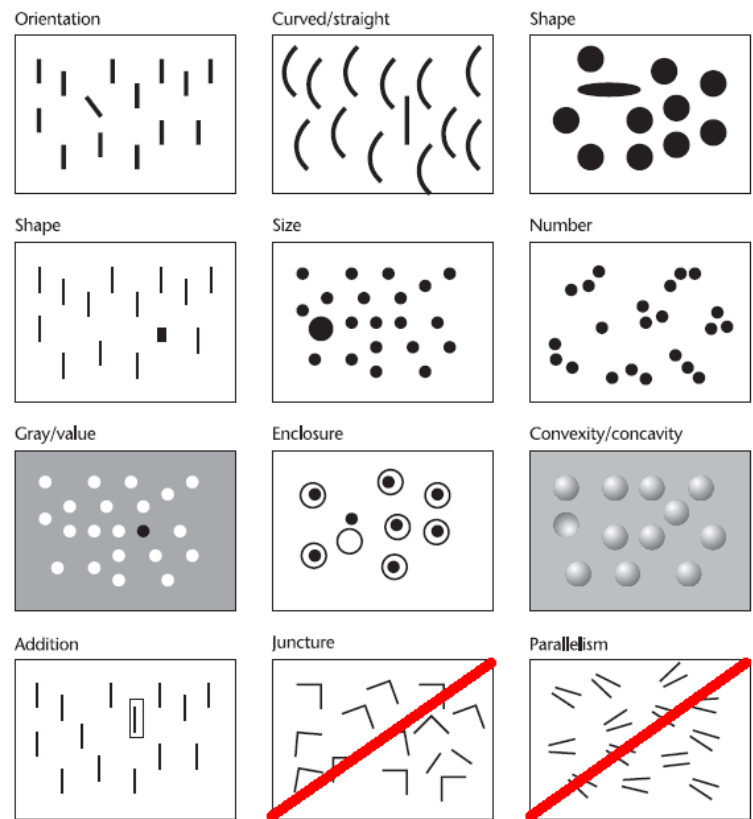 Orientation
Curved/straight
Shape
Shape
Size
Number
Gray/value
Enclosure
Convexity/concavity
Addition
Juncture
Parallelism